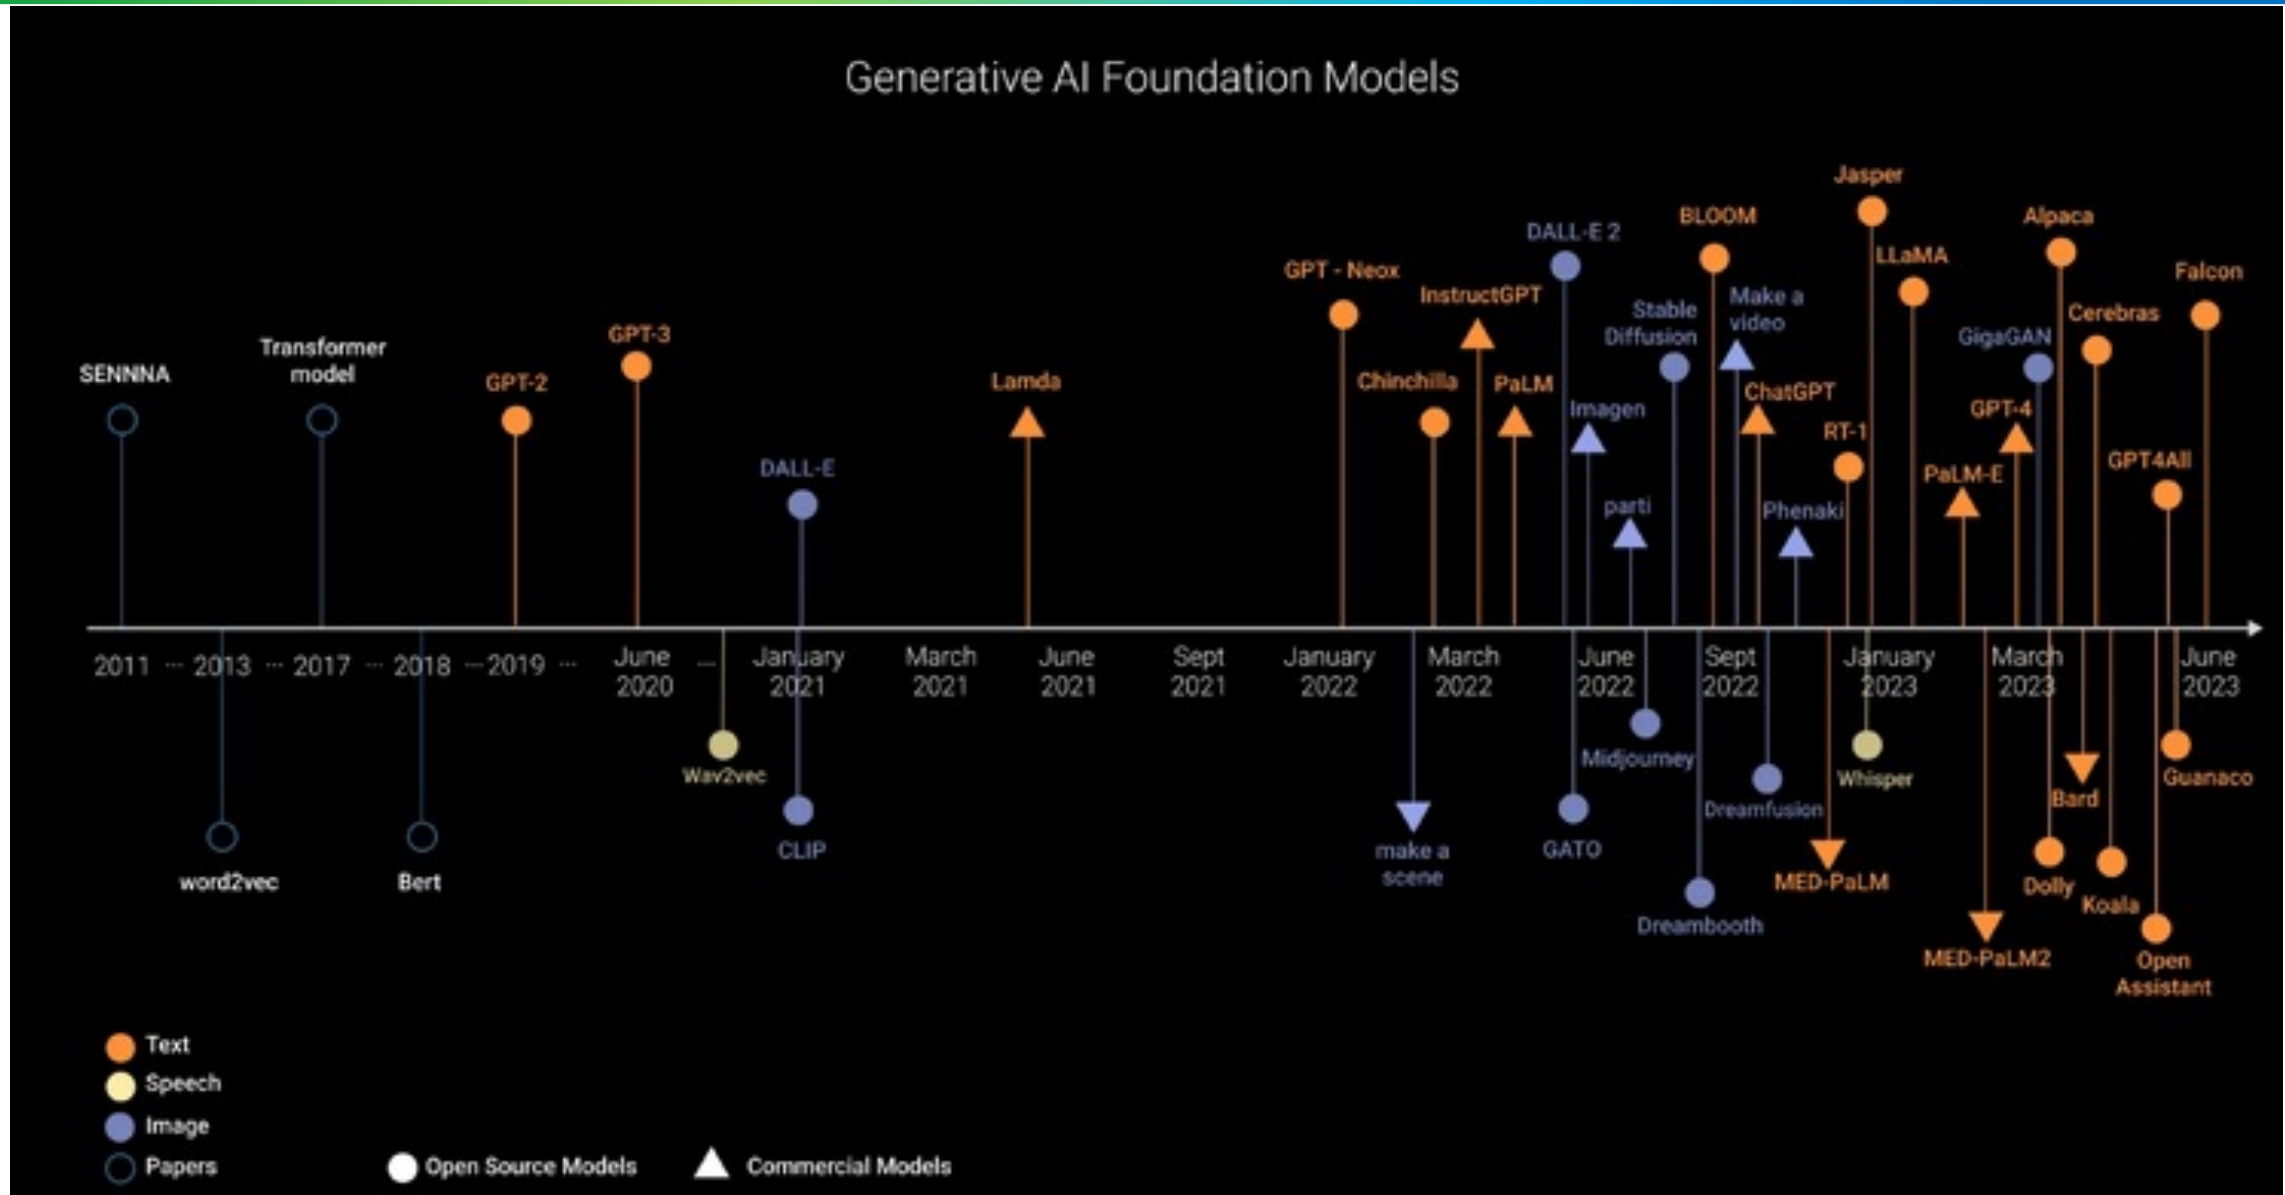 Generative AI Foundation Models
Jasper
BLOOM
Alpaca
DALL-E 2
LLaMA
GPT - Neox
Falcon
InstructGPT
Make a
video
Stable
Diffusion
Cerebras
GPT-3
GigaGAN
Transformer
model
SENNNA
GPT-2
Lamda
Chinchilla
PaLM
ChatGPT
Imagen
GPT-4
RT-1
GPT4All
DALL-E
PaLM-E
parti
Phenaki
2011 ... 2013 ... 2017 ... 2018 ... 2019 ...
June
2020
...
January
2021
March
2021
June
2021
Sept
2021
January
2022
March
2022
June
2022
Sept
2022
January
2023
March
2023
June
2023
Midjourney
Wav2vec
Whisper
Guanaco
Bard
Dreamfusion
CLIP
make a
scene
GATO
word2vec
Bert
MED-PaLM
Dolly
Koala
Dreambooth
MED-PaLM2
Open
Assistant
Text
Speech
Image
Papers
Open Source Models
Commercial Models